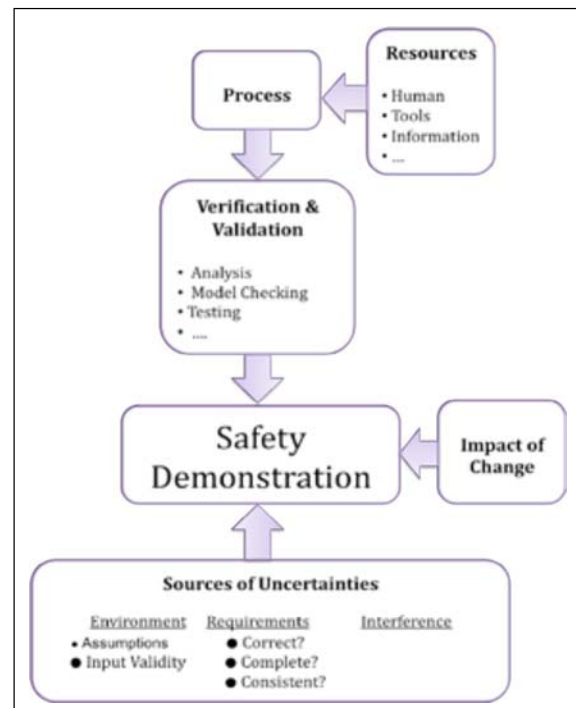 Resources
• Human
• Tools
• Information
• ...
Process
Verification &
Validation
• Analysis
• Model Checking
• Testing
• ....
Safety
Demonstration
Impact of
Change
Sources of Uncertainties
Environment Requirements Interference
• Assumptions ● Correct?
● Input Validity ● Complete?
● Consistent?